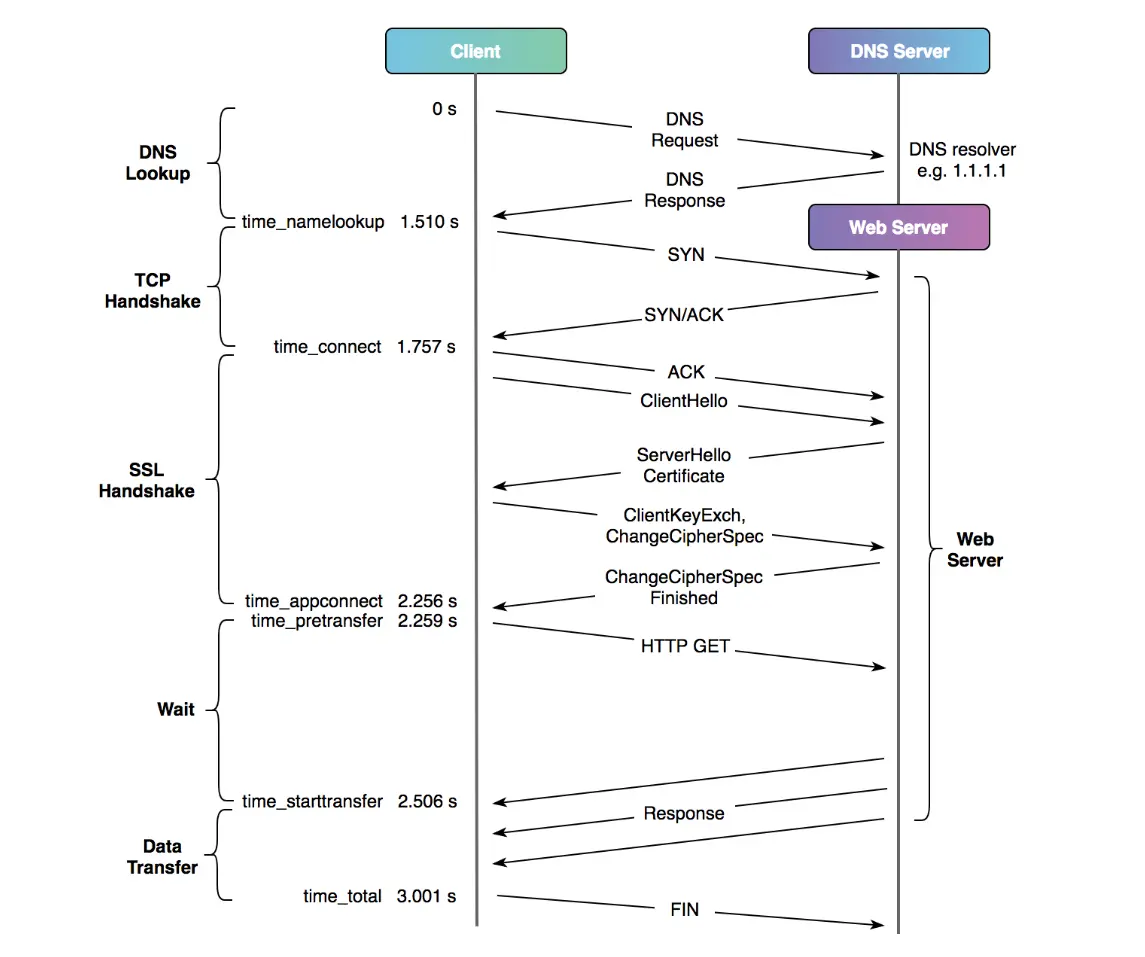 Client
DNS Server
0 s
DNS
Request
DNS
Lookup
DNS resolver
e.g. 1.1.1.1
DNS
Response
time_namelookup 1.510 s
Web Server
SYN
TCP
Handshake
SYN/ACK
time_connect 1.757 s
ACK
ClientHello
ServerHello
Certificate
SSL
Handshake
ClientKeyExch,
ChangeCipherSpec
Web
Server
ChangeCipherSpec
Finished
time_appconnect 2.256 s
time_pretransfer 2.259 s
HTTP GET
Wait
time_starttransfer 2.506 s
Response
Data
Transfer
time_total 3.001 s
FIN